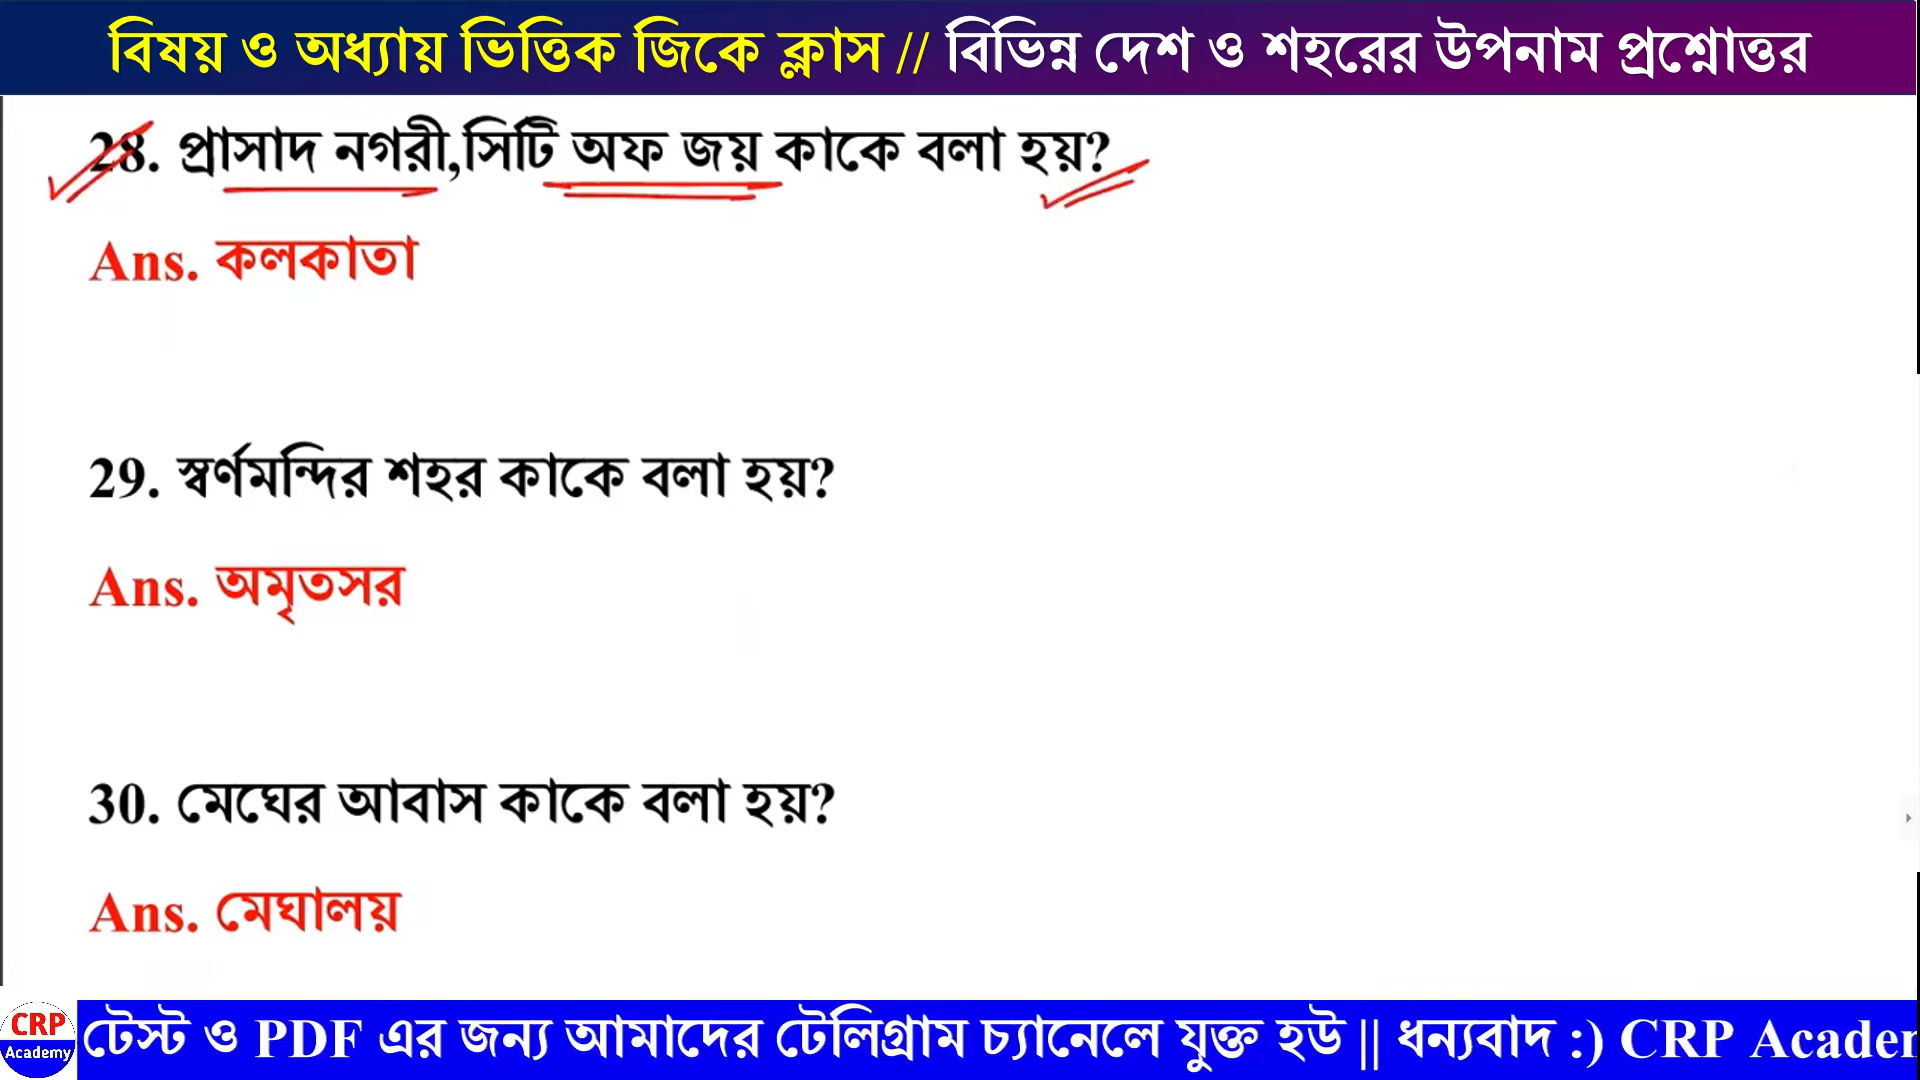 বিষয় ও অধ্যায় ভিত্তিক জিকে ক্লাস // বিভিন্ন দেশ ও শহরের উপনাম প্রশ্নোত্তর
28. প্রাসাদ নগরী,সিটি অফ জয় কাকে বলা হয়?
Ans. কলকাতা
29. স্বর্ণমন্দির শহর কাকে বলা হয়?
Ans. অমৃতসর
30. মেঘের আবাস কাকে বলা হয়?
Ans. মেঘালয়
CRP
Academy
টেস্ট ও PDF এর জন্য আমাদের টেলিগ্রাম চ্যানেলে যুক্ত হউ || ধন্যবাদ :) CRP Acader